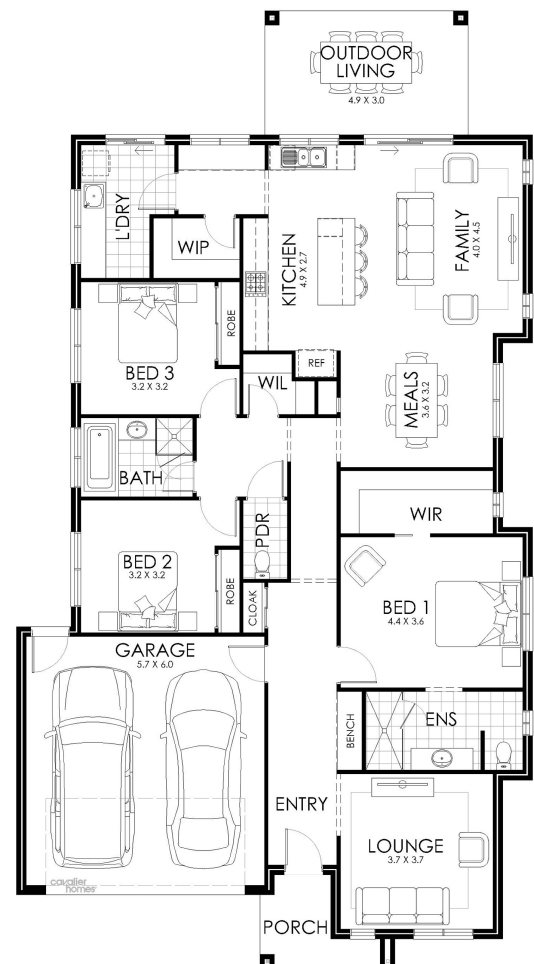 OUTDOOR
LIVING
4.9 X 3.0
L'DRY
WIP
KITCHEN
4.9 X 2.7
FAMILY
4.0 X 4.5
ROBE
BED 3
3.2 X 3.2
REF
WIL
MEALS
3.6 X 3.2
BATH
WIR
PDR
BED 2
3.2 X 3.2
ROBE
CLOAK
BED 1
4.4 X 3.6
GARAGE
5.7 X 6.0
BENCH
ENS
ENTRY
LOUNGE
3.7 X 3.7
cavalier
homes
PORCH